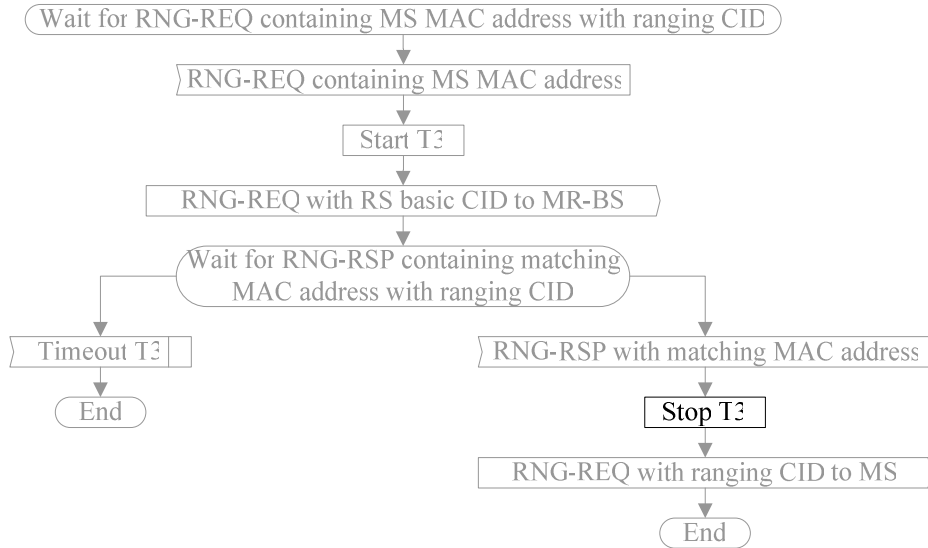 Wait for RNG-REQ containing MS MAC address with ranging CID
RNG-REQ containing MS MAC address
Start T3
RNG-REQ with RS basic CID to MR-BS
Wait for RNG-RSP containing matching
MAC address with ranging CID
Timeout T3
RNG-RSP with matching MAC address
End
Stop T3
RNG-REQ with ranging CID to MS
End